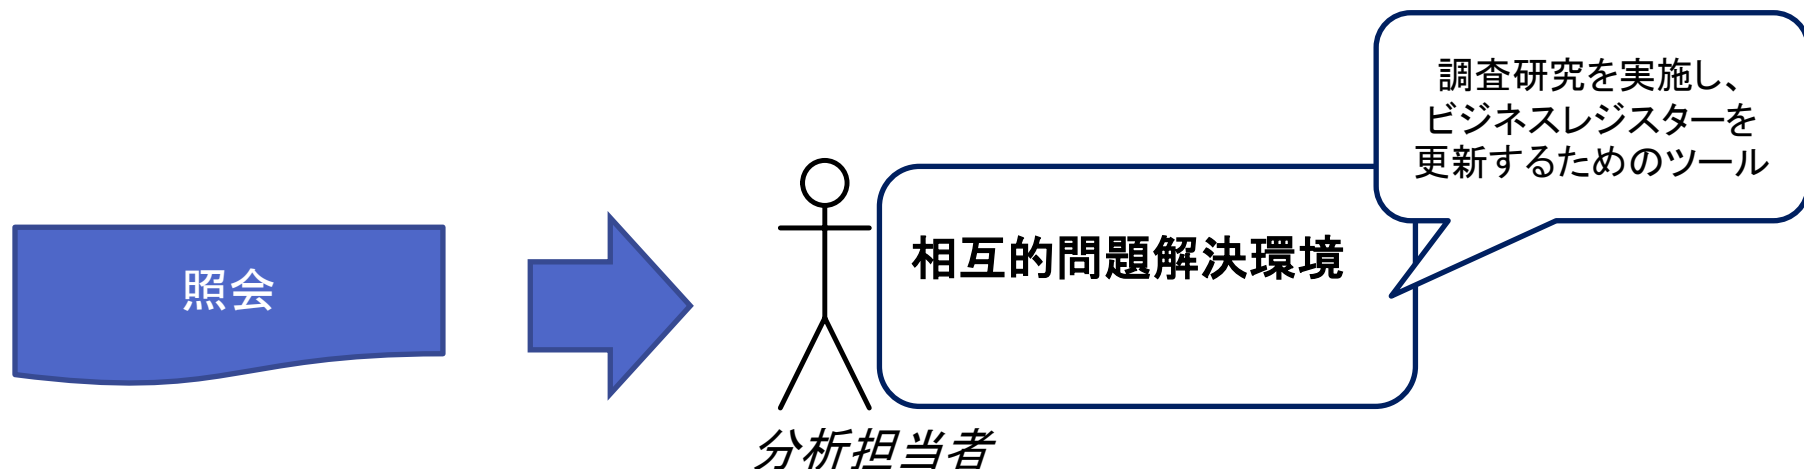 調査研究を実施し、
ビジネスレジスターを
更新するためのツール
相互的問題解決環境
照会
分析担当者